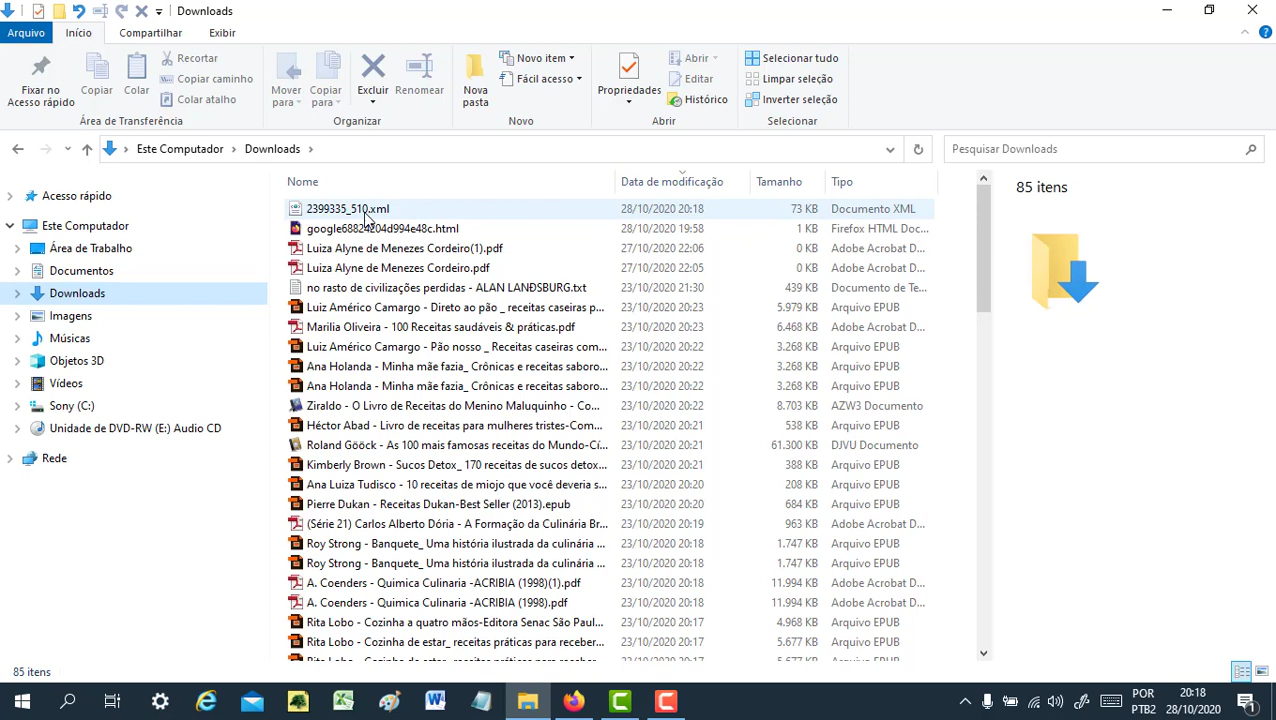 Downloads
Arquivo Início Compartilhar Exibir
Fixar no Acesso rápido
Copiar
Colar
Recortar
Copiar caminho
Colar atalho
Mover para
Copiar para
Excluir
Renomear
Nova pasta
Novo item
Fácil acesso
Propriedades
Abrir
Editar
Histórico
Selecionar tudo
Limpar seleção
Inverter seleção
Área de Transferência Organizar Novo Abrir Selecionar
Este Computador Downloads
Pesquisar Downloads
Acesso rápido
Este Computador
Área de Trabalho
Documentos
Downloads
Imagens
Músicas
Objetos 3D
Vídeos
Sony (C:)
Unidade de DVD-RW (E:) Audio CD
Rede
Nome Data de modificação Tamanho Tipo
2399335_510.xml 28/10/2020 20:18 73 KB Documento XML
28/10/2020 19:58 1 KB Firefox HTML Doc...
Luiza Alyne de Menezes Cordeiro(1).pdf 27/10/2020 22:06 0 KB Adobe Acrobat D...
Luiza Alyne de Menezes Cordeiro.pdf 27/10/2020 22:05 0 KB Adobe Acrobat D...
no rasto de civilizações perdidas - ALAN LANDSBURG.txt 23/10/2020 21:30 439 KB Documento de Te...
Luiz Américo Camargo - Direto ao pão _ receitas caseiras p... 23/10/2020 20:23 5.979 KB Arquivo EPUB
Marilia Oliveira - 100 Receitas saudáveis & práticas.pdf 23/10/2020 20:23 6.468 KB Adobe Acrobat D...
Luiz Américo Camargo - Pão nosso _ Receitas caseiras com... 23/10/2020 20:22 3.268 KB Arquivo EPUB
Ana Holanda - Minha mãe fazia_ Crônicas e receitas saboro... 23/10/2020 20:22 3.268 KB Arquivo EPUB
Ana Holanda - Minha mãe fazia_ Crônicas e receitas saboro... 23/10/2020 20:22 3.268 KB Arquivo EPUB
Ziraldo - O Livro de Receitas do Menino Maluquinho - Co... 23/10/2020 20:22 8.703 KB AZW3 Documento
Héctor Abad - Livro de receitas para mulheres tristes-Com... 23/10/2020 20:21 538 KB Arquivo EPUB
Roland Gööck - As 100 mais famosas receitas do Mundo-Cí... 23/10/2020 20:21 61.300 KB DJVU Documento
Kimberly Brown - Sucos Detox_ 170 receitas de sucos detox... 23/10/2020 20:21 388 KB Arquivo EPUB
Ana Luiza Tudisco - 10 receitas de miojo que você deveria s... 23/10/2020 20:20 208 KB Arquivo EPUB
Pierre Dukan - Receitas Dukan-Best Seller (2013).epub 23/10/2020 20:20 684 KB Arquivo EPUB
(Série 21) Carlos Alberto Dória - A Formação da Culinária Br... 23/10/2020 20:19 963 KB Adobe Acrobat D...
Roy Strong - Banquete_ Uma história ilustrada da culinária ... 23/10/2020 20:18 1.747 KB Arquivo EPUB
Roy Strong - Banquete_ Uma história ilustrada da culinária ... 23/10/2020 20:18 1.747 KB Arquivo EPUB
A. Coenders - Quimica Culinaria -ACRIBIA (1998)(1).pdf 23/10/2020 20:18 11.994 KB Adobe Acrobat D...
A. Coenders - Quimica Culinaria -ACRIBIA (1998).pdf 23/10/2020 20:18 11.994 KB Adobe Acrobat D...
Rita Lobo - Cozinha a quatro mãos-Editora Senac São Paul... 23/10/2020 20:17 4.968 KB Arquivo EPUB
Rita Lobo - Cozinha de estar_ receitas práticas para receber... 23/10/2020 20:17 5.677 KB Arquivo EPUB
85 itens
85 itens
POR
PTB2
20:18
28/10/2020
1